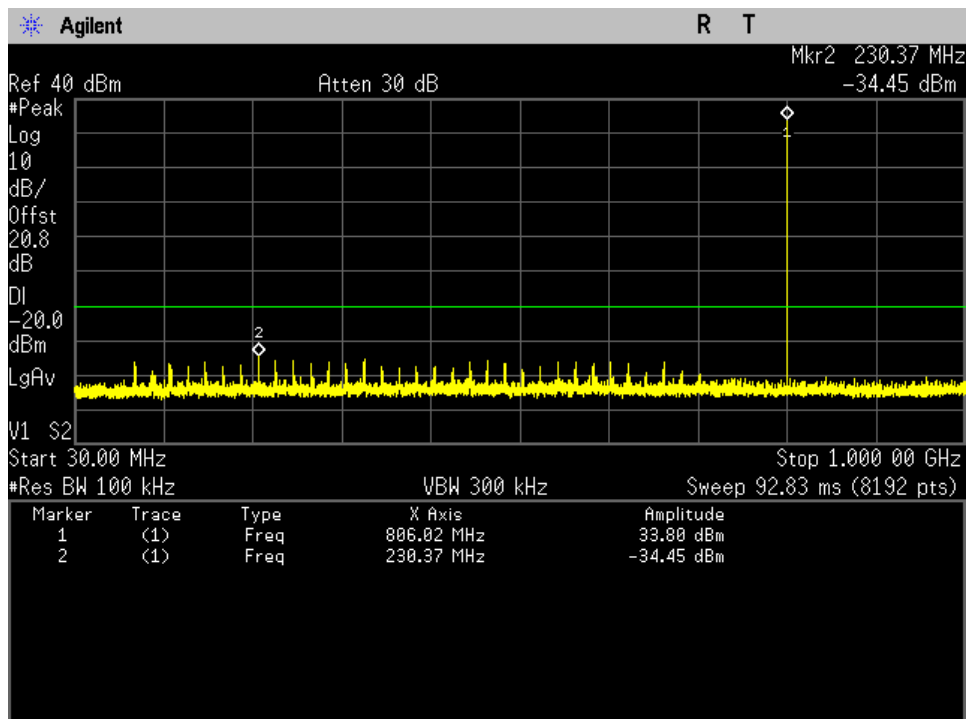 Agilent R T
Mkr2 230.37 MHz
Ref 40 dBm Atten 30 dB -34.45 dBm
#Peak
Log
10
dB/
Offst
20.8
dB
DI
-20.0
dBm
LgAv
V1 S2
1
2
Start 30.00 MHz Stop 1.000 00 GHz
#Res BW 100 kHz VBW 300 kHz Sweep 92.83 ms (8192 pts)
Marker Trace Type X Axis Amplitude
1 (1) Freq 806.02 MHz 33.80 dBm
2 (1) Freq 230.37 MHz -34.45 dBm